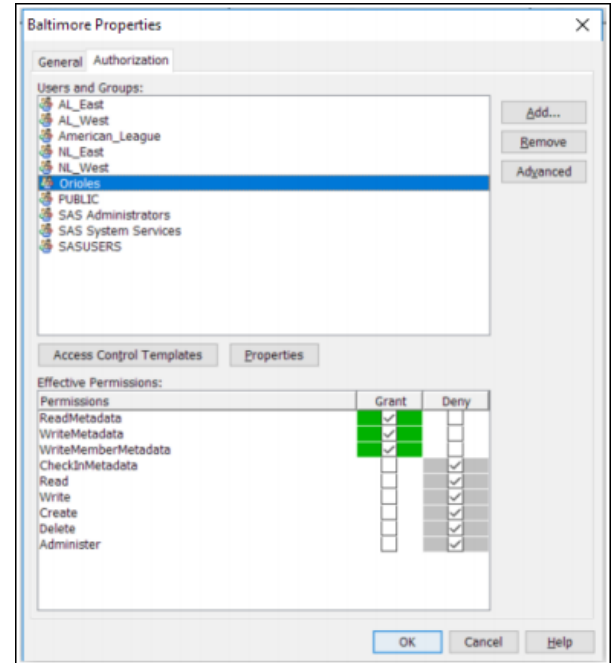 Baltimore Properties
General Authorization
Users and Groups:
AL_East
AL_West
American_League
NL_East
NL_West
Orioles
PUBLIC
SAS Administrators
SAS System Services
SASUSERS
Add...
Remove
Advanced
Access Control Templates Properties
Effective Permissions:
Permissions Grant Deny
ReadMetadata
WriteMetadata
WriteMemberMetadata
CheckInMetadata
Read
Write
Create
Delete
Administer
OK Cancel Help